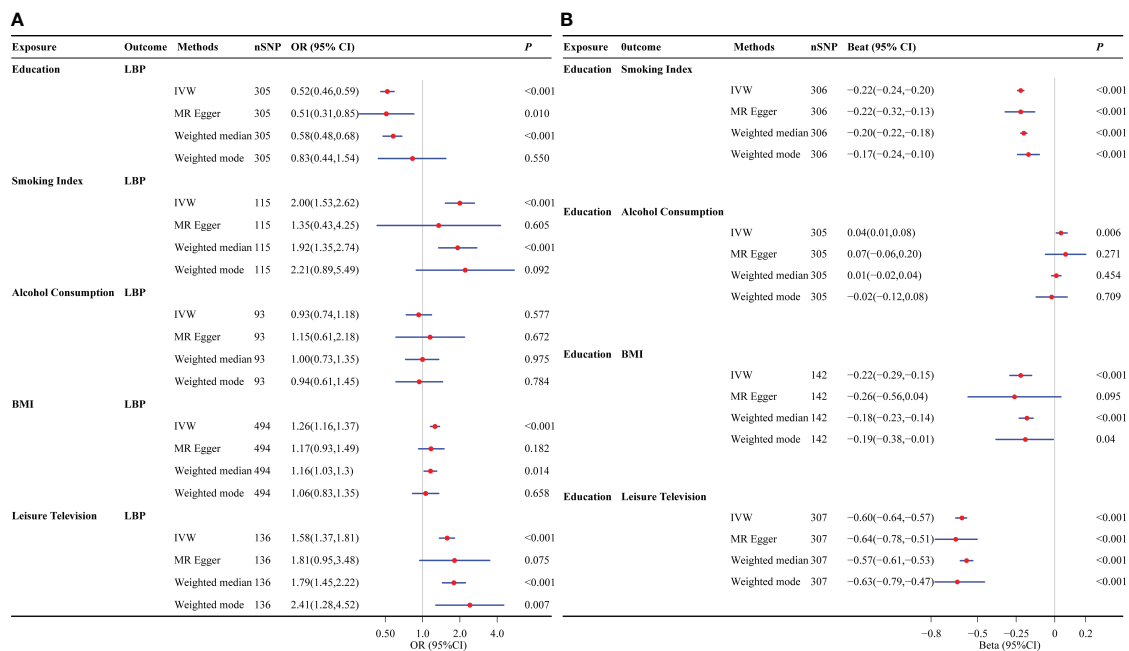 A
Exposure Outcome Methods nSNP OR (95% CI) P
Education LBP
IVW 305 0.52(0.46,0.59) <0.001
MR Egger 305 0.51(0.31,0.85) 0.010
Weighted median 305 0.58(0.48,0.68) <0.001
Weighted mode 305 0.83(0.44,1.54) 0.550
Smoking Index LBP
IVW 115 2.00(1.53,2.62) <0.001
MR Egger 115 1.35(0.43,4.25) 0.605
Weighted median 115 1.92(1.35,2.74) <0.001
Weighted mode 115 2.21(0.89,5.49) 0.092
Alcohol Consumption LBP
IVW 93 0.93(0.74,1.18) 0.577
MR Egger 93 1.15(0.61,2.18) 0.672
Weighted median 93 1.00(0.73,1.35) 0.975
Weighted mode 93 0.94(0.61,1.45) 0.784
BMI LBP
IVW 494 1.26(1.16,1.37) <0.001
MR Egger 494 1.17(0.93,1.49) 0.182
Weighted median 494 1.16(1.03,1.3) 0.014
Weighted mode 494 1.06(0.83,1.35) 0.658
Leisure Television LBP
IVW 136 1.58(1.37,1.81) <0.001
MR Egger 136 1.81(0.95,3.48) 0.075
Weighted median 136 1.79(1.45,2.22) <0.001
Weighted mode 136 2.41(1.28,4.52) 0.007
0.50 1.0 2.0 4.0
OR (95%CI)
B
Exposure 0utcome Methods nSNP Beat (95% CI) P
Education Smoking Index
IVW 306 −0.22(−0.24,−0.20) <0.001
MR Egger 306 −0.22(−0.32,−0.13) <0.001
Weighted median 306 −0.20(−0.22,−0.18) <0.001
Weighted mode 306 −0.17(−0.24,−0.10) <0.001
Education Alcohol Consumption
IVW 305 0.04(0.01,0.08) 0.006
MR Egger 305 0.07(−0.06,0.20) 0.271
Weighted median 305 0.01(−0.02,0.04) 0.454
Weighted mode 305 −0.02(−0.12,0.08) 0.709
Education BMI
IVW 142 −0.22(−0.29,−0.15) <0.001
MR Egger 142 −0.26(−0.56,0.04) 0.095
Weighted median 142 −0.18(−0.23,−0.14) <0.001
Weighted mode 142 −0.19(−0.38,−0.01) 0.04
Education Leisure Television
IVW 307 −0.60(−0.64,−0.57) <0.001
MR Egger 307 −0.64(−0.78,−0.51) <0.001
Weighted median 307 −0.57(−0.61,−0.53) <0.001
Weighted mode 307 −0.63(−0.79,−0.47) <0.001
−0.8 −0.5 −0.25 0 0.2
Beta (95%CI)